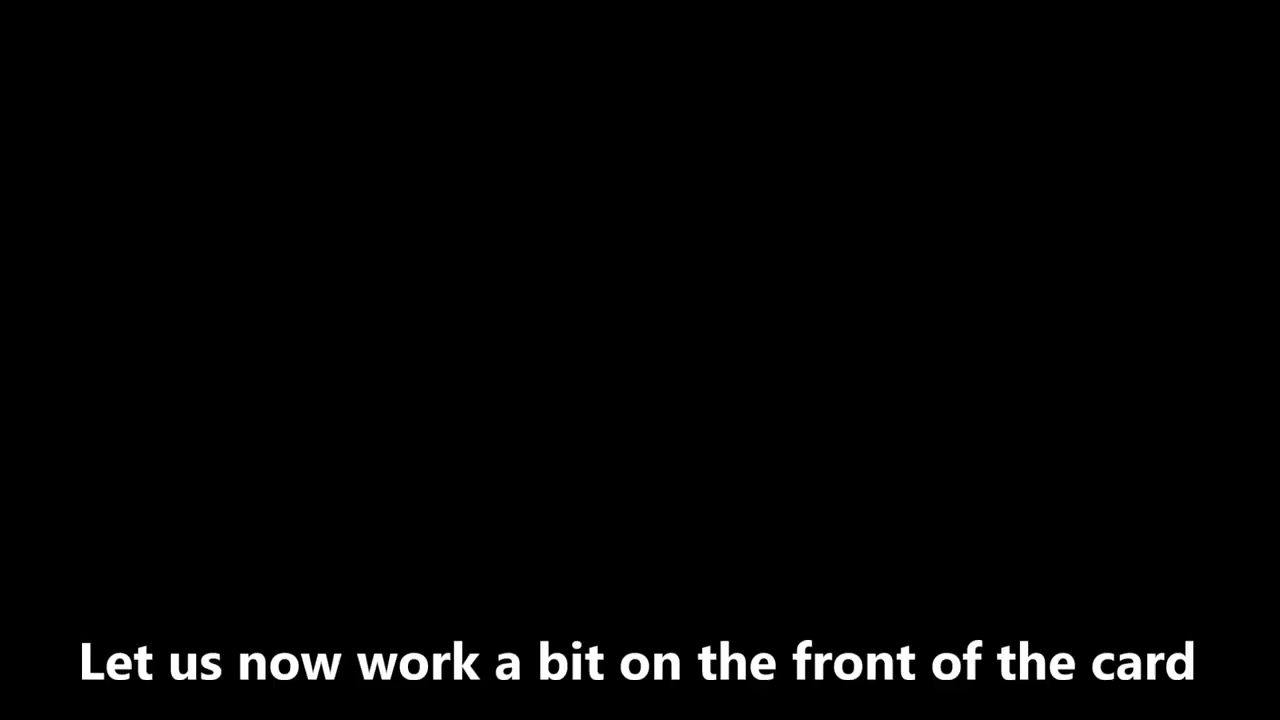 Let us now work a bit on the front of the card